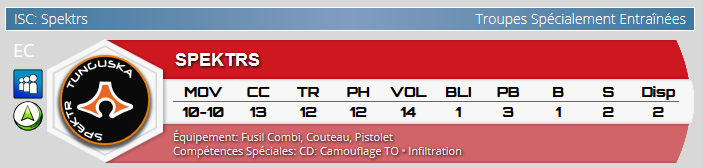 ISC: Spektrs
Troupes Spécialement Entraînées
EC
TUNGUSKA
SPEKTR
SPEKTRS
MOV CC TR PH VOL BLI PB B S Disp
10-10 13 12 12 14 1 3 1 2 2
Équipement: Fusil Combi, Couteau, Pistolet
Compétences Spéciales: CD: Camouflage TO • Infiltration